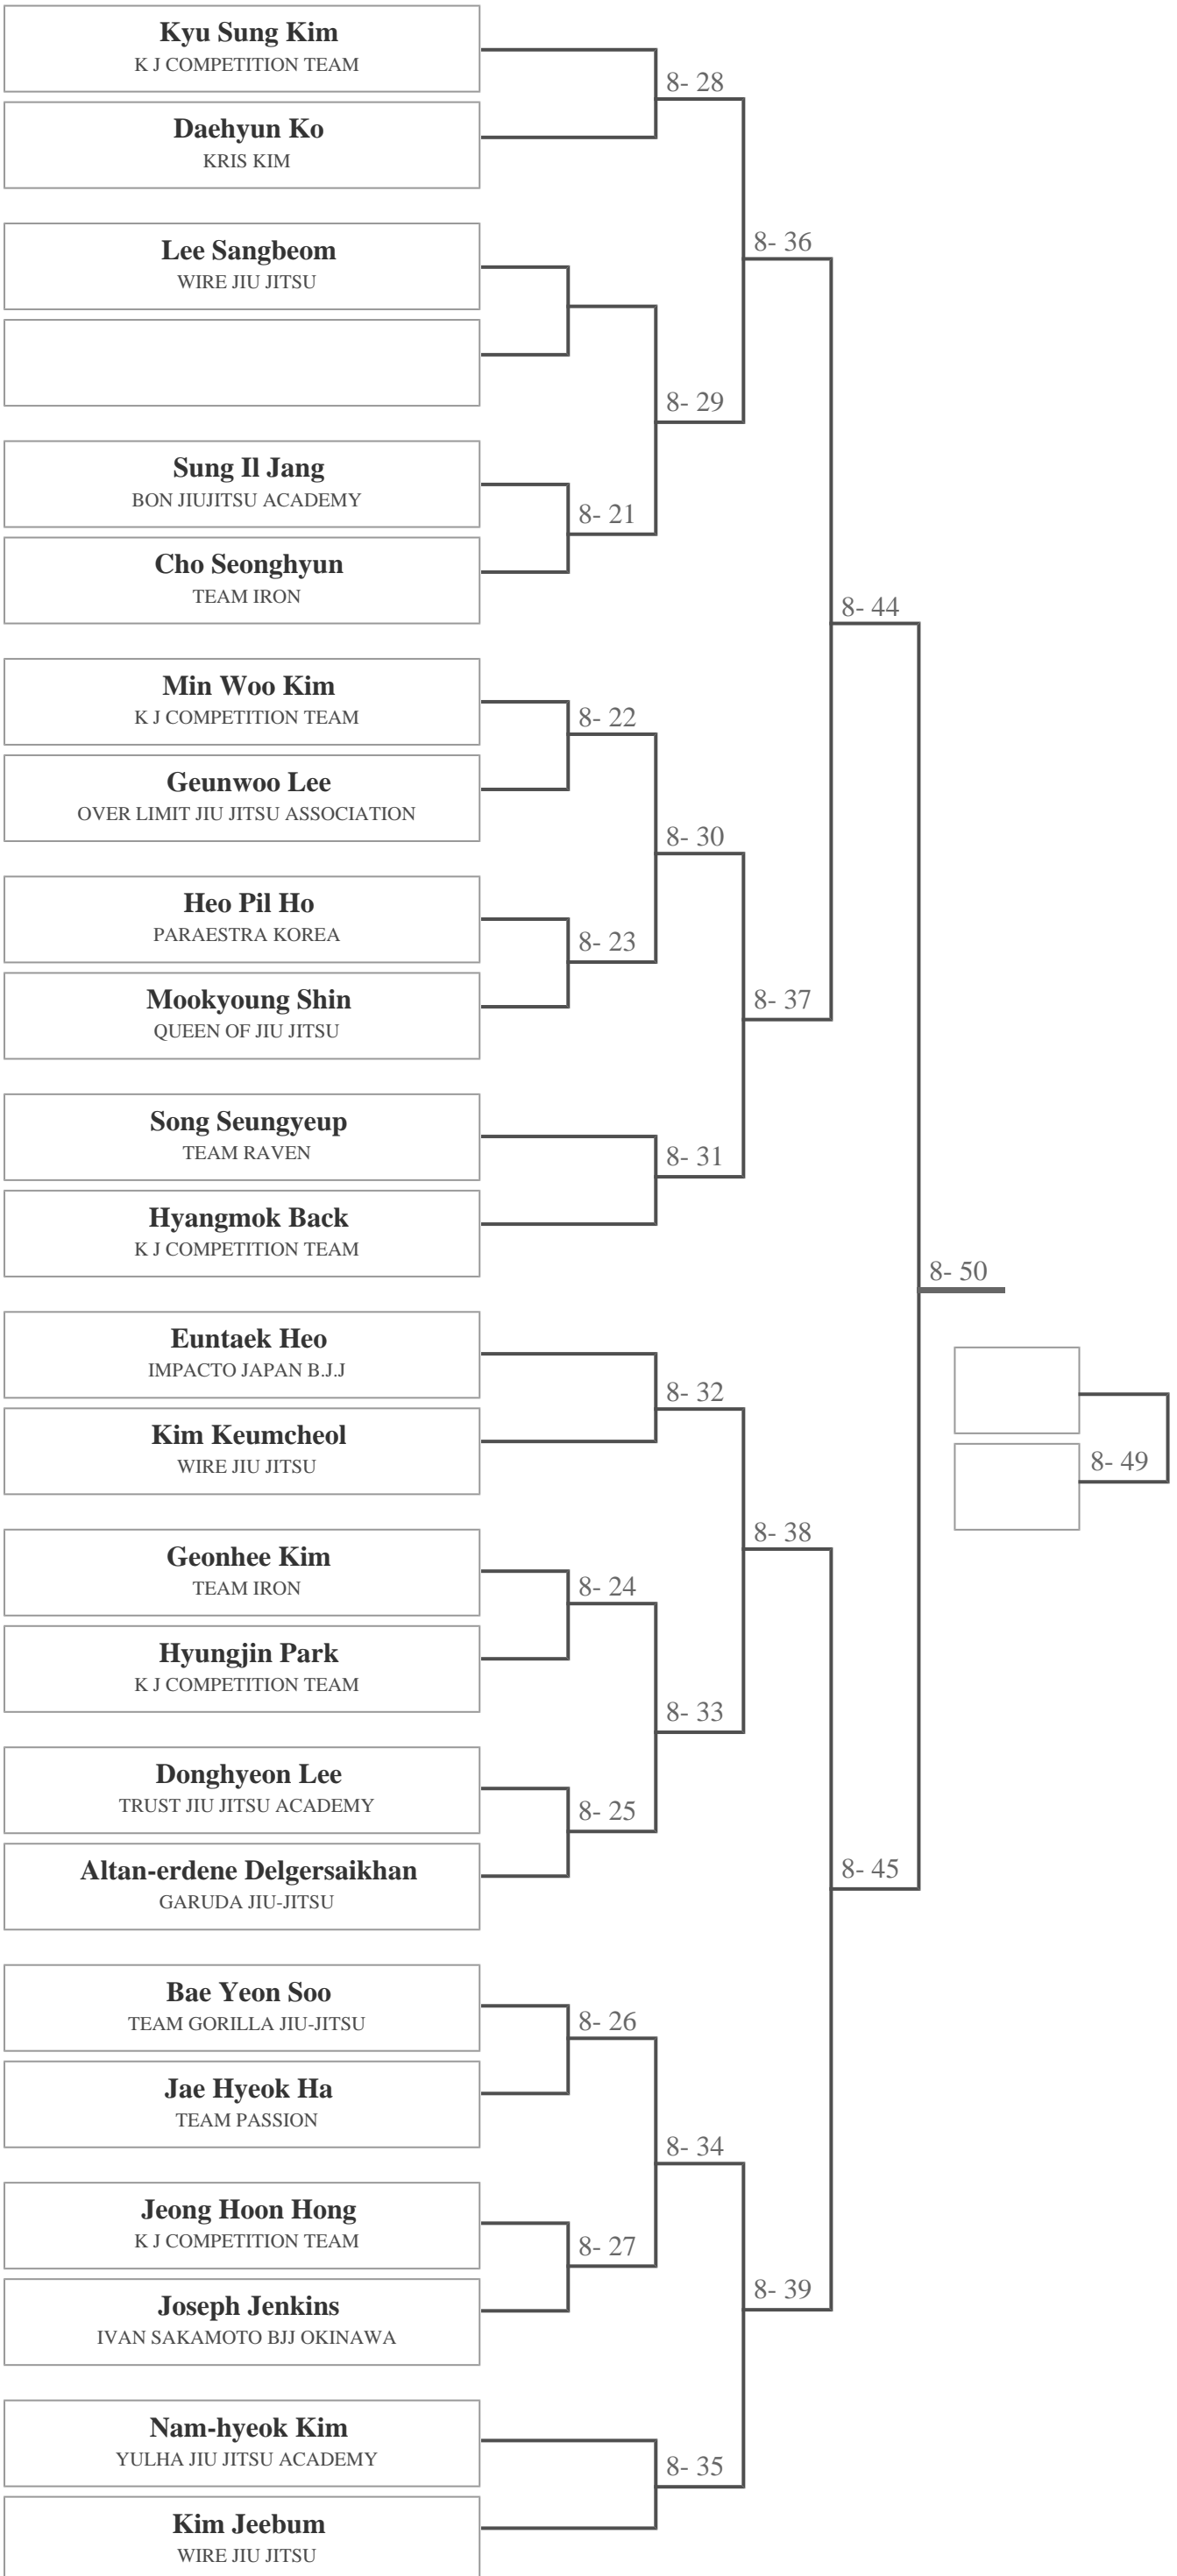 Kyu Sung Kim
K J COMPETITION TEAM
8- 28
Daehyun Ko
KRIS KIM
Lee Sangbeom
WIRE JIU JITSU
8- 36
8- 29
Sung Il Jang
BON JIUJITSU ACADEMY
8- 21
Cho Seonghyun
TEAM IRON
8- 44
Min Woo Kim
K J COMPETITION TEAM
8- 22
Geunwoo Lee
OVER LIMIT JIU JITSU ASSOCIATION
8- 30
Heo Pil Ho
PARAESTRA KOREA
8- 23
Mookyoung Shin
QUEEN OF JIU JITSU
8- 37
Song Seungyeup
TEAM RAVEN
8- 31
Hyangmok Back
K J COMPETITION TEAM
8- 50
Euntaek Heo
IMPACTO JAPAN B.J.J
8- 32
Kim Keumcheol
WIRE JIU JITSU
8- 49
8- 38
Geonhee Kim
TEAM IRON
8- 24
Hyungjin Park
K J COMPETITION TEAM
8- 33
Donghyeon Lee
TRUST JIU JITSU ACADEMY
8- 25
Altan-erdene Delgersaikhan
GARUDA JIU-JITSU
8- 45
Bae Yeon Soo
TEAM GORILLA JIU-JITSU
8- 26
Jae Hyeok Ha
TEAM PASSION
8- 34
Jeong Hoon Hong
K J COMPETITION TEAM
8- 27
8- 39
Joseph Jenkins
IVAN SAKAMOTO BJJ OKINAWA
Nam-hyeok Kim
YULHA JIU JITSU ACADEMY
8- 35
Kim Jeebum
WIRE JIU JITSU